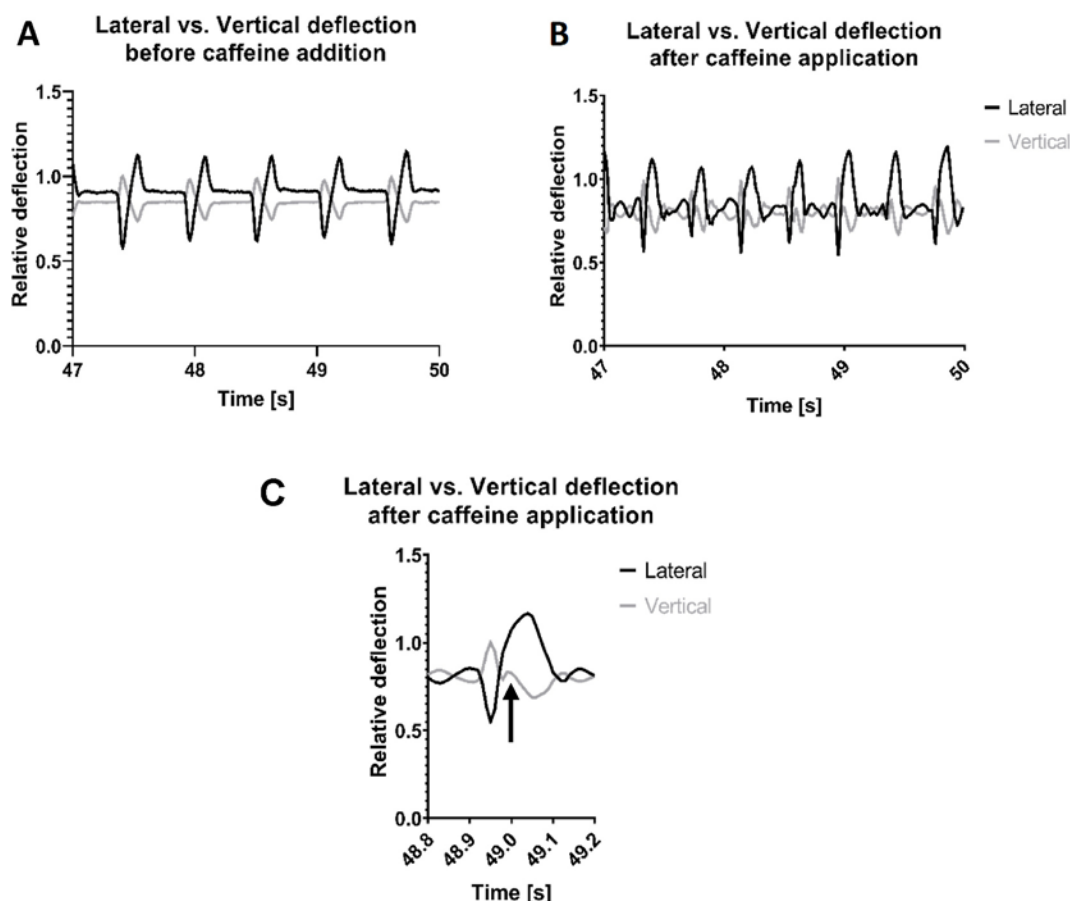 A
Lateral vs. Vertical deflection
before caffeine addition
Relative deflection
1.5
1.0
0.5
0.0
47
48
49
50
Time [s]
B
Lateral vs. Vertical deflection
after caffeine application
Relative deflection
1.5
1.0
0.5
0.0
47
48
49
50
Time [s]
Lateral
Vertical
C
Lateral vs. Vertical deflection
after caffeine application
Relative deflection
1.5
1.0
0.5
0.0
48.8
48.9
49.0
49.1
49.2
Time [s]
Lateral
Vertical